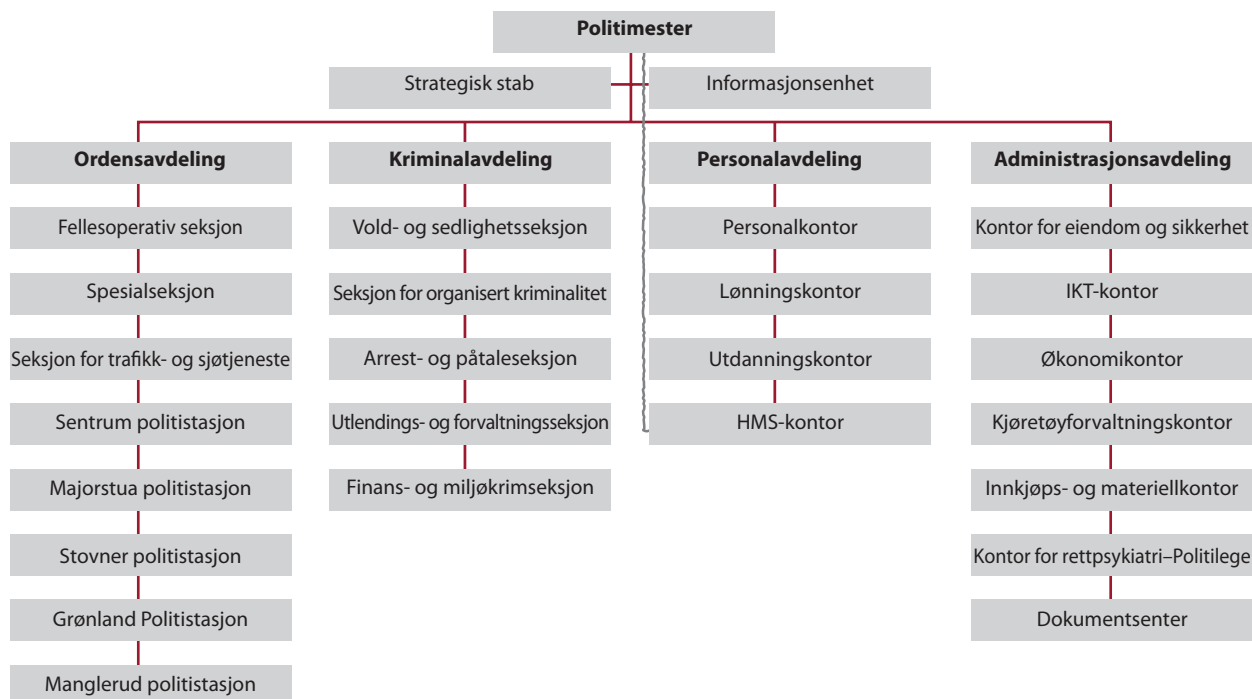 Politimester
Strategisk stab
Informasjonsenhet
Ordensavdeling
Fellesoperativ seksjon
Spesialseksjon
Seksjon for trafikk- og sjøtjeneste
Sentrum politistasjon
Majorstua politistasjon
Stovner politistasjon
Grønland Politistasjon
Manglerud politistasjon
Kriminalavdeling
Vold- og sedlighetsseksjon
Seksjon for organisert kriminalitet
Arrest- og påtaleseksjon
Utlendings- og forvaltningsseksjon
Finans- og miljøkrimseksjon
Personalavdeling
Personalkontor
Lønningskontor
Utdanningskontor
HMS-kontor
Administrasjonsavdeling
Kontor for eiendom og sikkerhet
IKT-kontor
Økonomikontor
Kjøretøyforvaltningskontor
Innkjøps- og materiellkontor
Kontor for rettpsykiatri–Politilege
Dokumentsenter